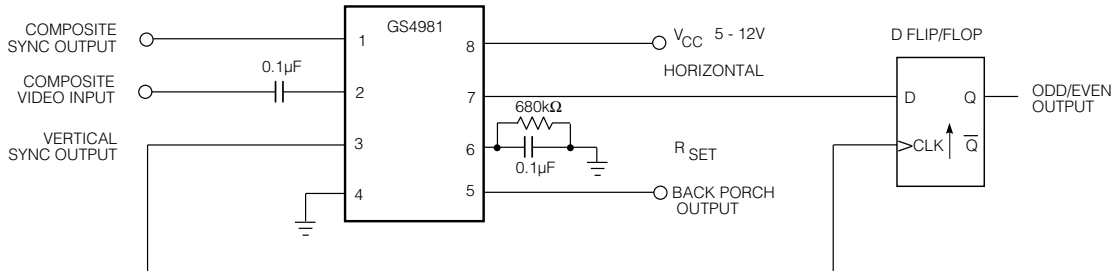 COMPOSITE
SYNC OUTPUT
COMPOSITE
VIDEO INPUT
0.1µF
VERTICAL
SYNC OUTPUT
GS4981
1
2
3
4
8
7
6
5
VCC 5 - 12V
HORIZONTAL
680kΩ
0.1µF
RSET
BACK PORCH
OUTPUT
D FLIP/FLOP
D Q
CLK Q̅
ODD/EVEN
OUTPUT